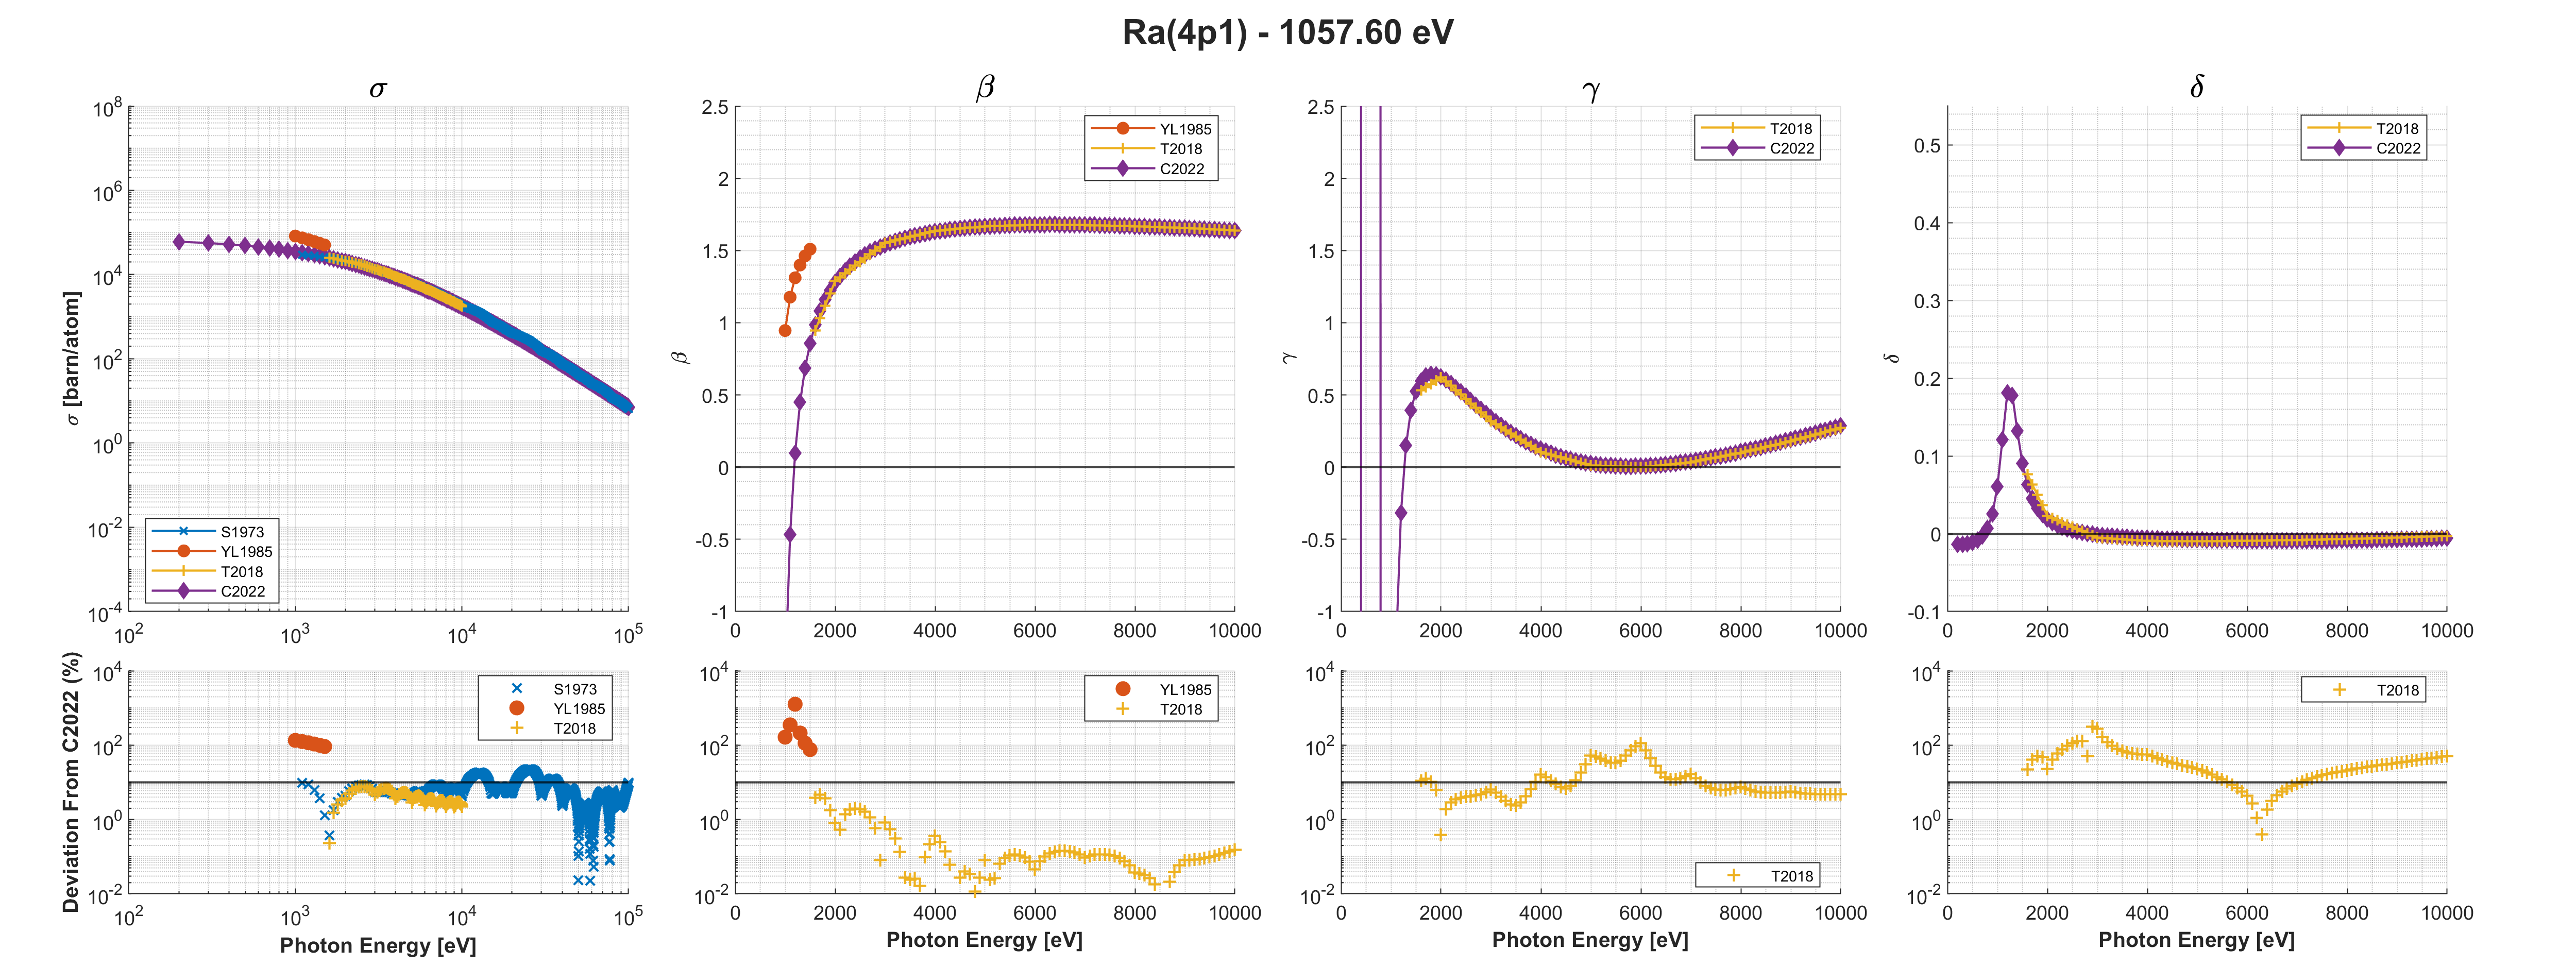 Ra(4p1) - 1057.60 eV
σ
σ [barn/atom]
10^8
10^6
10^4
10^2
10^0
10^-2
10^-4
10^2
10^3
10^4
10^5
S1973
YL1985
T2018
C2022
β
β
2.5
2
1.5
1
0.5
0
-0.5
-1
0
2000
4000
6000
8000
10000
YL1985
T2018
C2022
γ
γ
2.5
2
1.5
1
0.5
0
-0.5
-1
0
2000
4000
6000
8000
10000
T2018
C2022
δ
δ
0.5
0.4
0.3
0.2
0.1
0
-0.1
0
2000
4000
6000
8000
10000
T2018
C2022
Deviation From C2022 (%)
10^4
10^2
10^0
10^-2
10^2
10^3
10^4
10^5
Photon Energy [eV]
S1973
YL1985
T2018
10^4
10^2
10^0
10^-2
0
2000
4000
6000
8000
10000
Photon Energy [eV]
YL1985
T2018
10^4
10^2
10^0
10^-2
0
2000
4000
6000
8000
10000
Photon Energy [eV]
T2018
10^4
10^2
10^0
10^-2
0
2000
4000
6000
8000
10000
Photon Energy [eV]
T2018